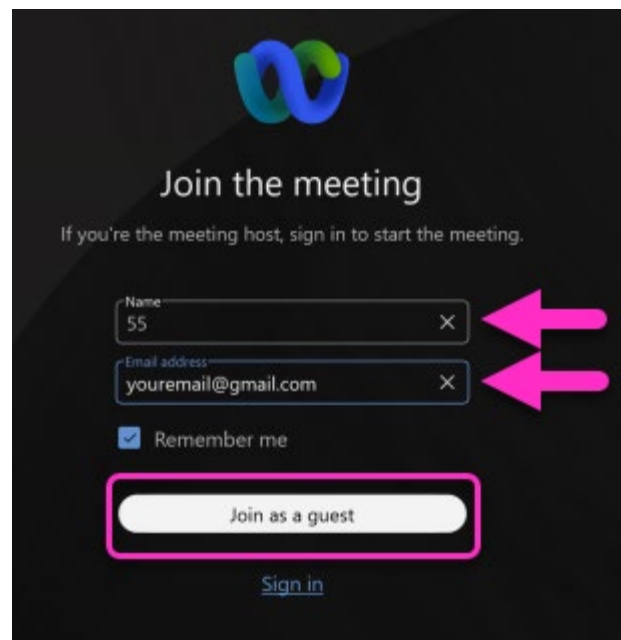 Join the meeting
If you're the meeting host, sign in to start the meeting.
Name
55
Email address
youremail@gmail.com
Remember me
Join as a guest
Sign in